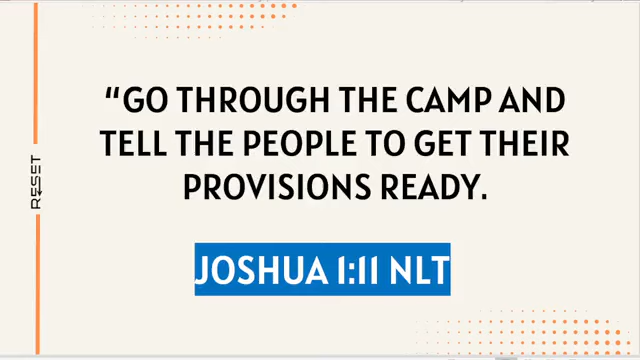 “GO THROUGH THE CAMP AND
TELL THE PEOPLE TO GET THEIR
PROVISIONS READY.
JOSHUA 1:11 NLT
RESET